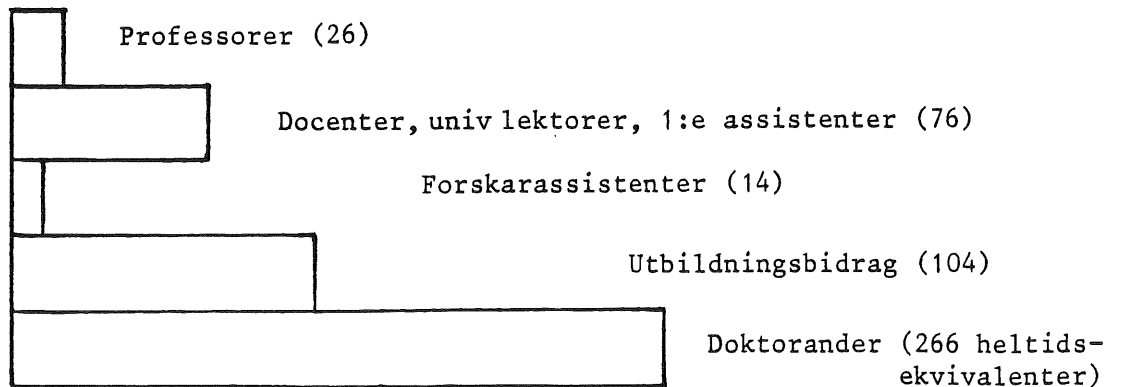 Professorer (26)
Docenter, univ lektorer, 1:e assistenter (76)
Forskarassistenter (14)
Utbildningsbidrag (104)
Doktorander (266 heltids-
ekvivalenter)